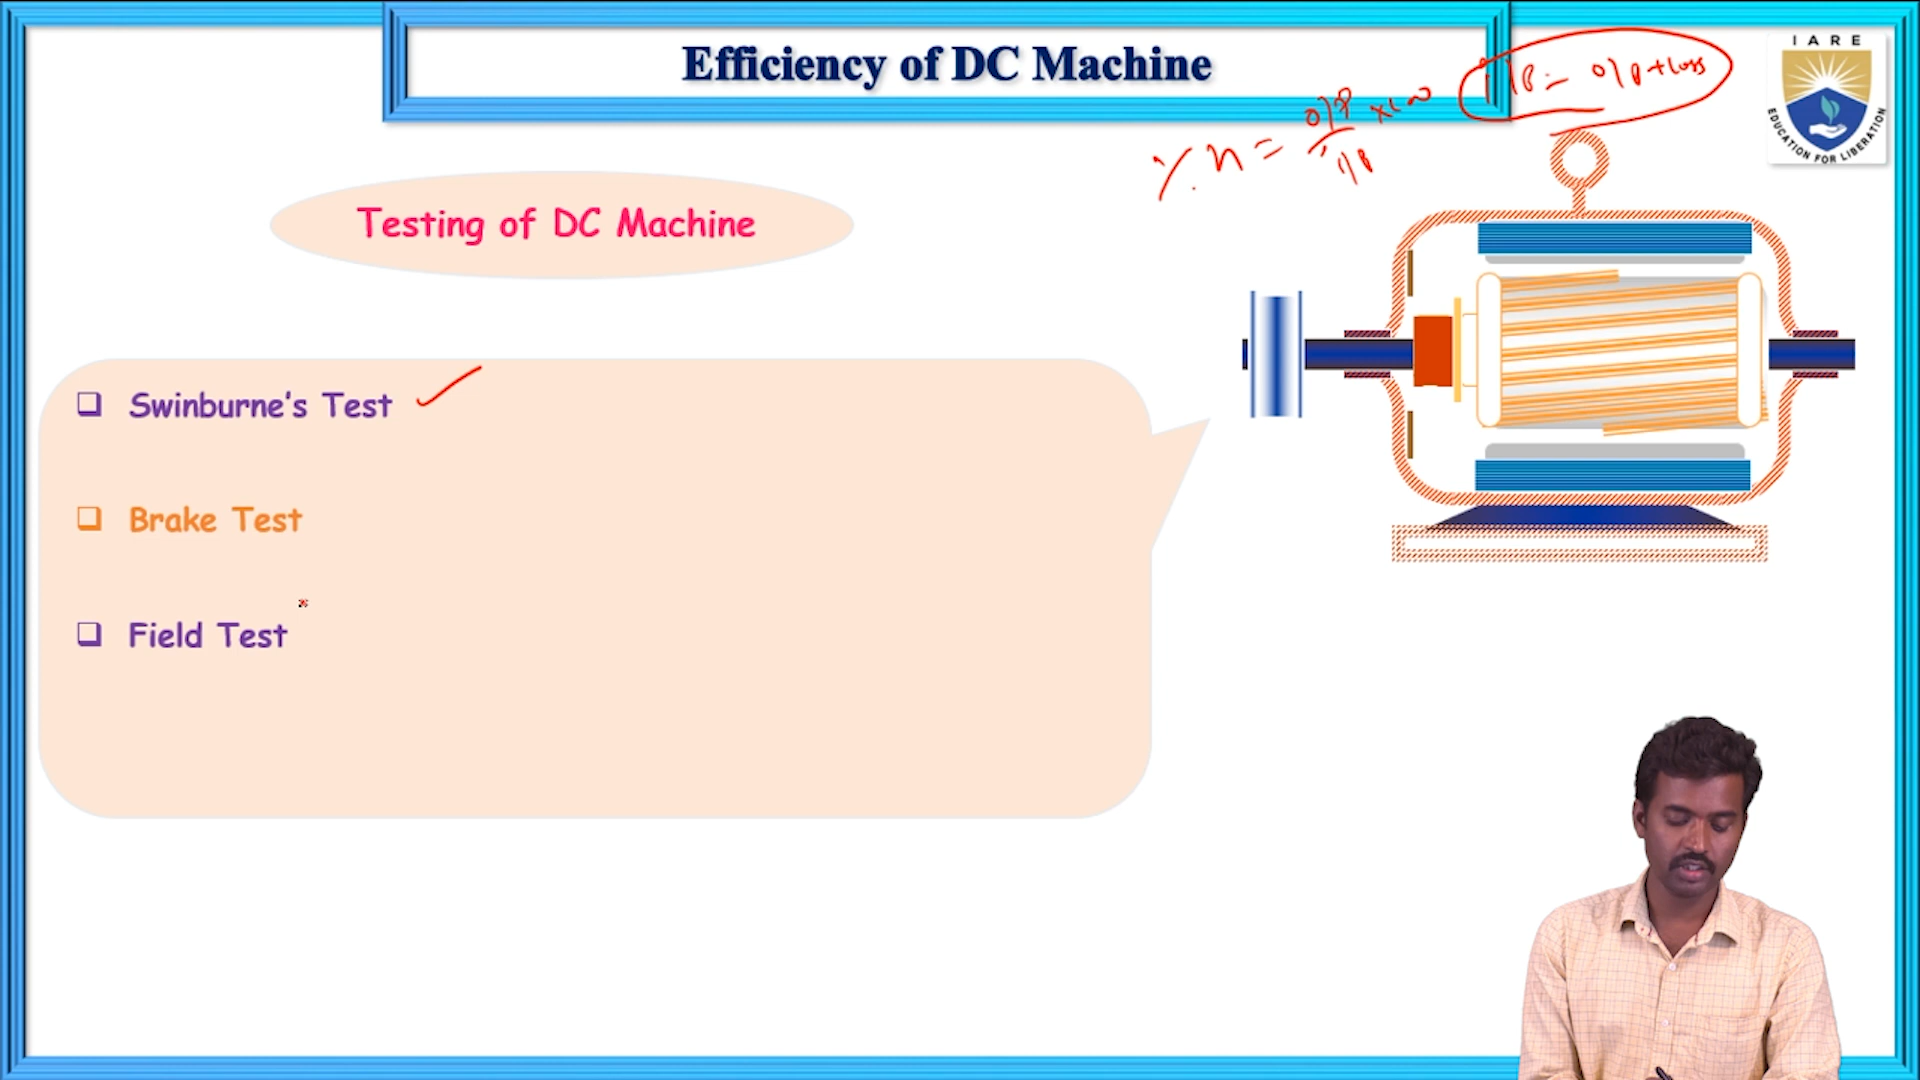 Efficiency of DC Machine
% η = o/p / i/p × 100
i/p = o/p + Loss
IARE
EDUCATION FOR LIBERATION
Testing of DC Machine
Swinburne's Test
Brake Test
Field Test